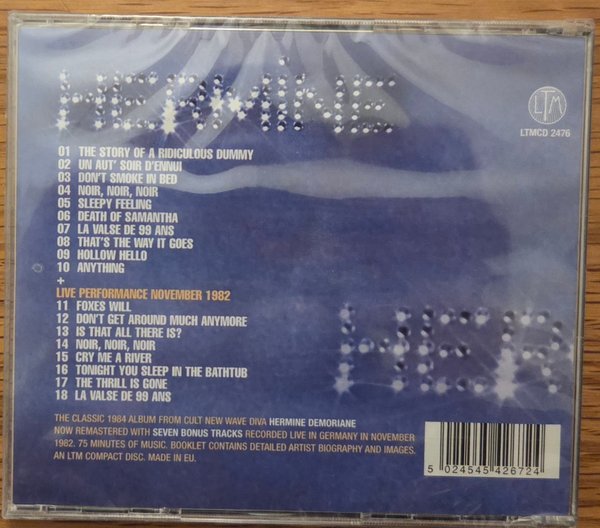 HERMINE
LTM
LTMCD 2476
01 THE STORY OF A RIDICULOUS DUMMY
02 UN AUT' SOIR D'ENNUI
03 DON'T SMOKE IN BED
04 NOIR, NOIR, NOIR
05 SLEEPY FEELING
06 DEATH OF SAMANTHA
07 LA VALSE DE 99 ANS
08 THAT'S THE WAY IT GOES
09 HOLLOW HELLO
10 ANYTHING
+
LIVE PERFORMANCE NOVEMBER 1982
11 FOXES WILL
12 DON'T GET AROUND MUCH ANYMORE
13 IS THAT ALL THERE IS?
14 NOIR, NOIR, NOIR
15 CRY ME A RIVER
16 TONIGHT YOU SLEEP IN THE BATHTUB
17 THE THRILL IS GONE
18 LA VALSE DE 99 ANS
HER
THE CLASSIC 1984 ALBUM FROM CULT NEW WAVE DIVA HERMINE DEMORIANE
NOW REMASTERED WITH SEVEN BONUS TRACKS RECORDED LIVE IN GERMANY IN NOVEMBER
1982. 75 MINUTES OF MUSIC. BOOKLET CONTAINS DETAILED ARTIST BIOGRAPHY AND IMAGES.
AN LTM COMPACT DISC. MADE IN EU.
5 024545 426724